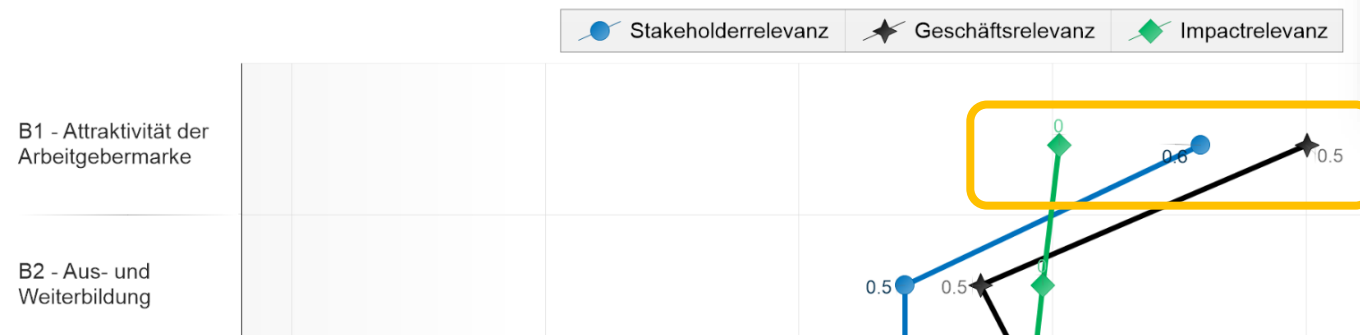 Stakeholderrelevanz Geschäftsrelevanz Impactrelevanz
B1 - Attraktivität der
Arbeitgebermarke
0
0.6
0.5
B2 - Aus- und
Weiterbildung
0.5
0.5
0